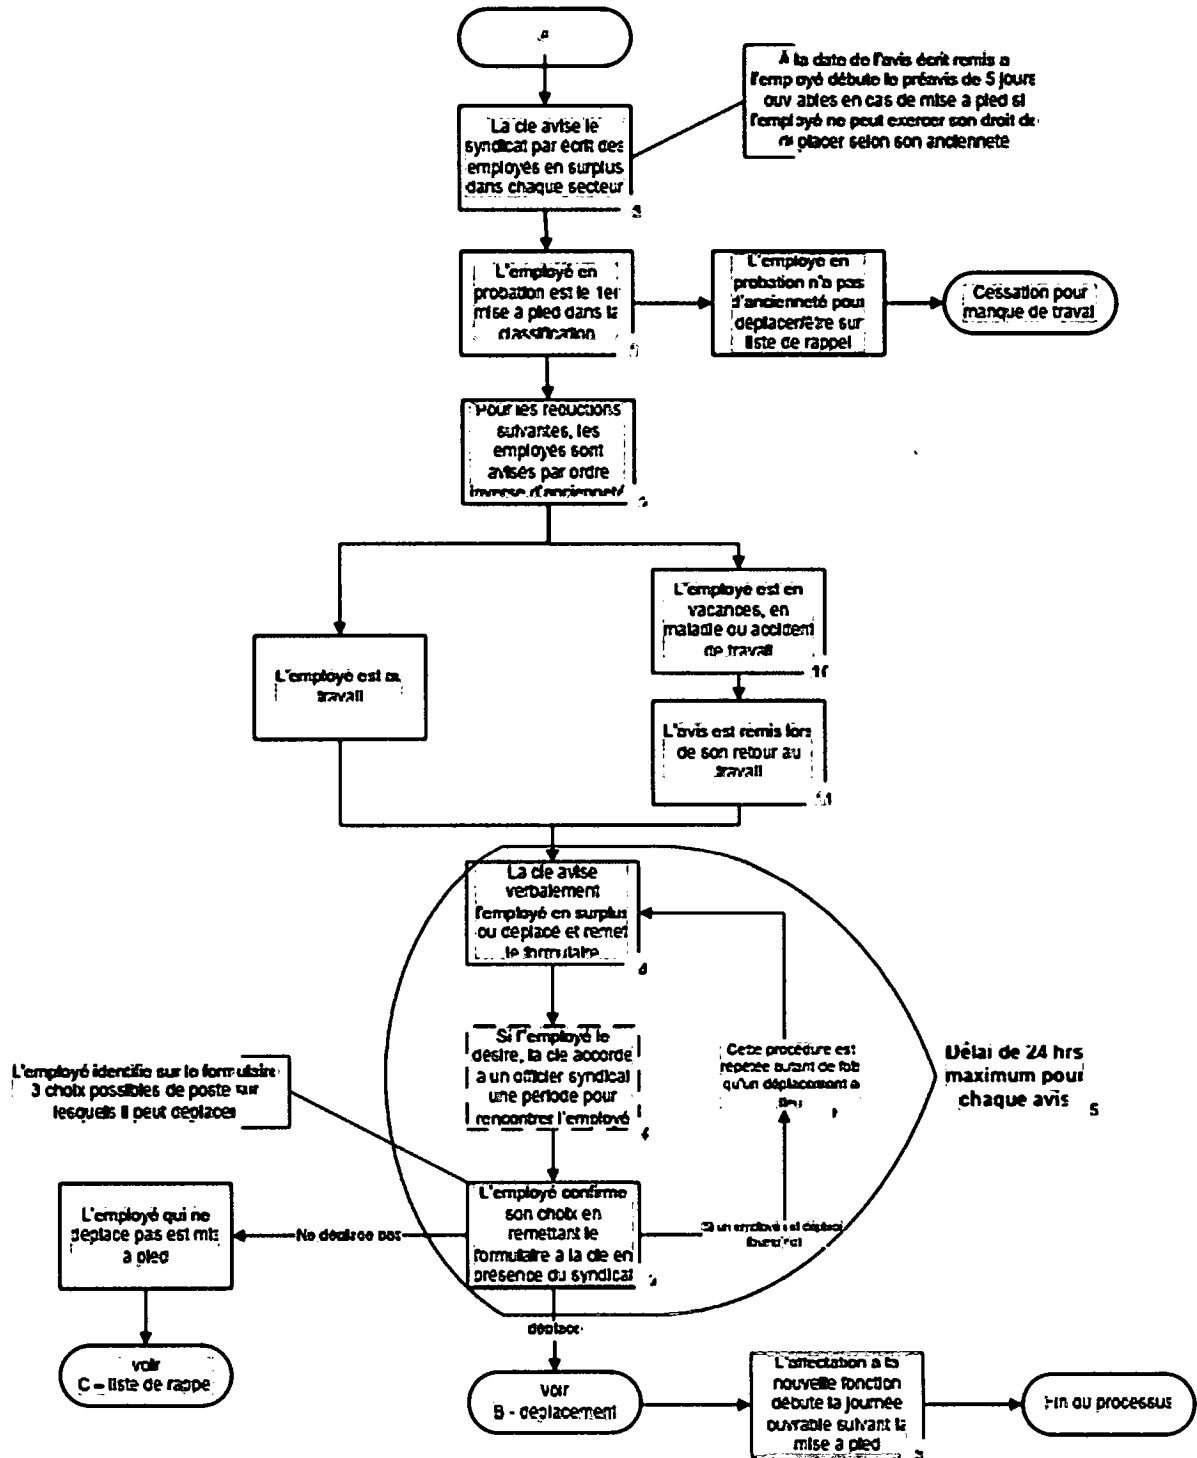 À la date de l'avis écrit remis a
l'employé débute le préavis de 5 jours
ouvrables en cas de mise à pied si
l'employé ne peut exercer son droit de
déplacer selon son ancienneté
La cie avise le
syndicat par écrit des
employés en surplus
dans chaque secteur
L'employé en
probation est le 1er
mise à pied dans la
classification
L'employé en
probation n'a pas
d'ancienneté pour
déplacer/être sur
liste de rappel
Cessation pour
manque de travail
Pour les réductions
suivantes, les
employés sont
avisés par ordre
inverse d'ancienneté
L'employé est en
vacances, en
maladie ou accident
de travail
L'employé est au
travail
L'avis est remis lors
de son retour au
travail
11
La cie avise
verbalement
l'employé en surplus
ou déplacé et remet
le formulaire
4
Si l'employé le
désire, la cie accorde
à un officier syndical
une période pour
rencontrer l'employé
Cette procédure est
répétée autant de fois
qu'un déplacement a
lieu
Délai de 24 hrs
maximum pour
chaque avis
5
L'employé identifie sur le formulaire
3 choix possibles de poste sur
lesquels il peut déplacer
L'employé confirme
son choix en
remettant le
formulaire à la cie en
présence du syndical
L'employé qui ne
déplace pas est mis
à pied
Ne déplace pas
Si un employé est déplacé
déplace
voir
C – liste de rappel
voir
B - déplacement
L'affectation à la
nouvelle fonction
débute la journée
ouvrable suivant la
mise à pied
Fin du processus